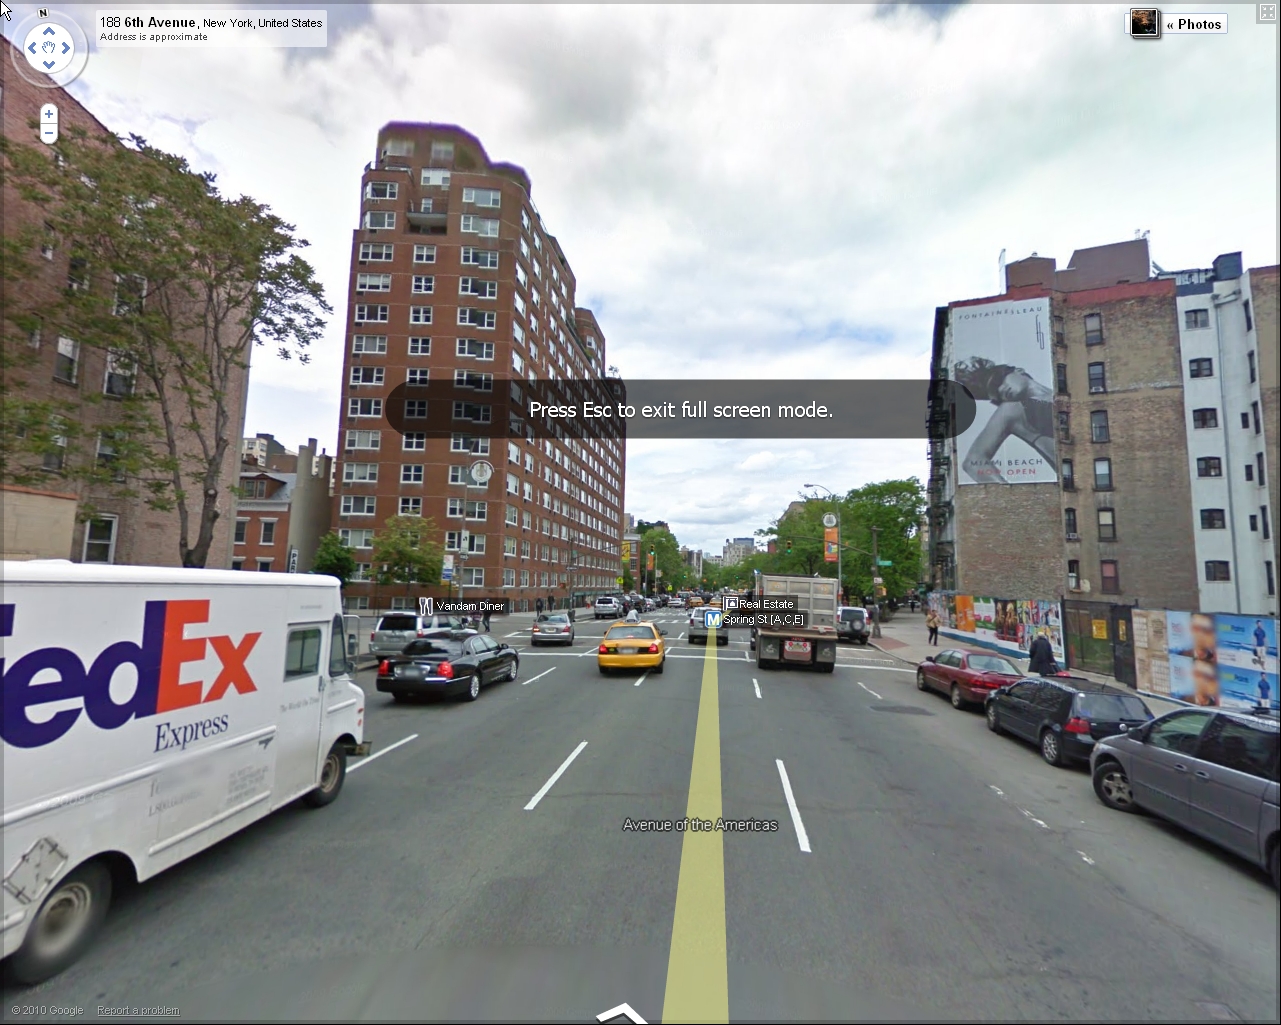 N
188 6th Avenue, New York, United States
Address is approximate
« Photos
FONTAINEBLEAU
Press Esc to exit full screen mode.
MIAMI BEACH
NOW OPEN
Vandam Diner
Real Estate
M Spring St [A,C,E]
FedEx
Express
Avenue of the Americas
© 2010 Google Report a problem